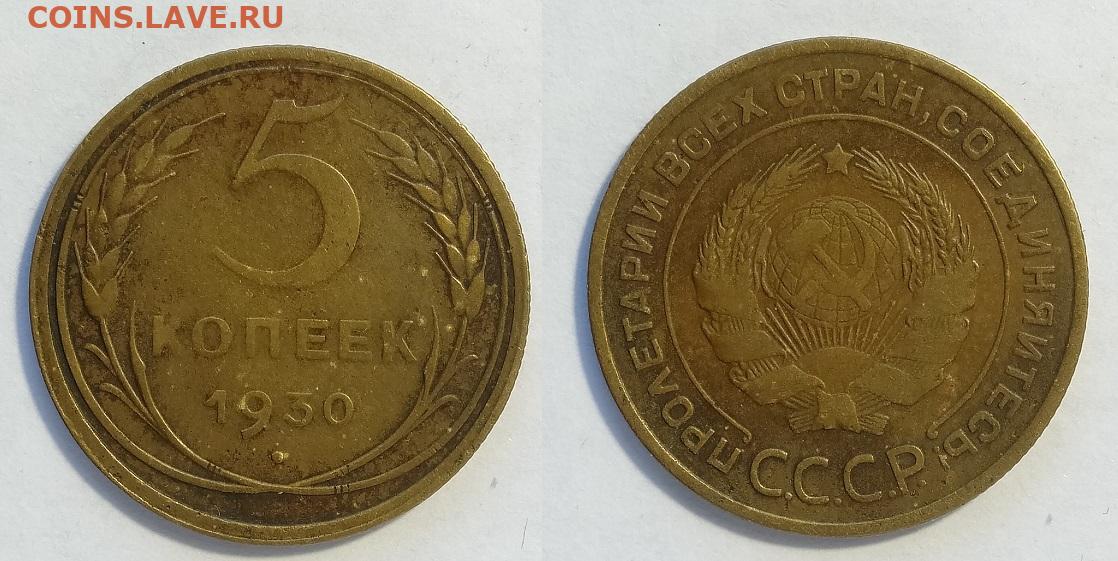 COINS.LAVE.RU
5
КОПЕЕК
1930
ПРОЛЕТАРИИ ВСЕХ СТРАН, СОЕДИНЯЙТЕСЬ!
С.С.С.Р.